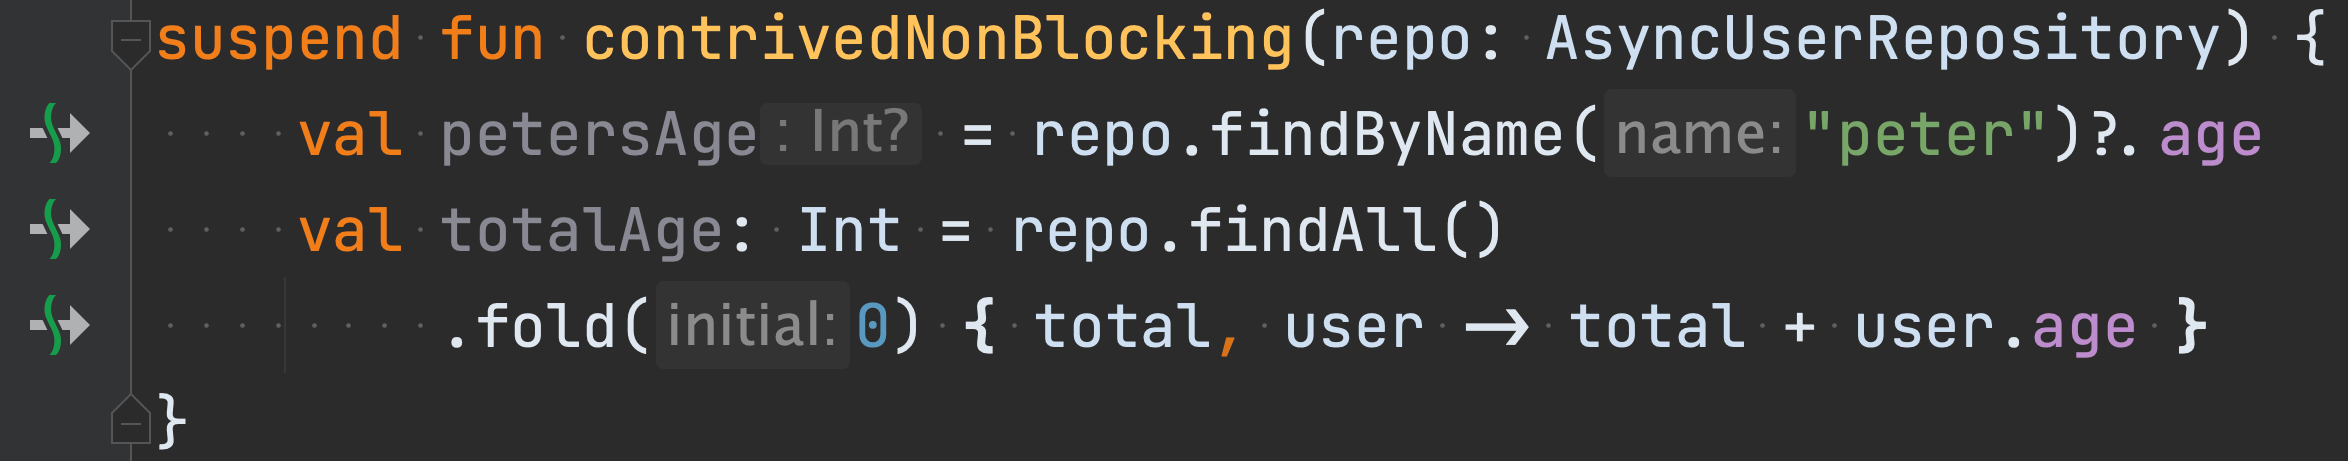 suspend fun contrivedNonBlocking(repo: AsyncUserRepository) {
    val petersAge : Int? = repo.findByName( name: "peter")?.age
    val totalAge: Int = repo.findAll()
        .fold( initial: 0) { total, user -> total + user.age }
}